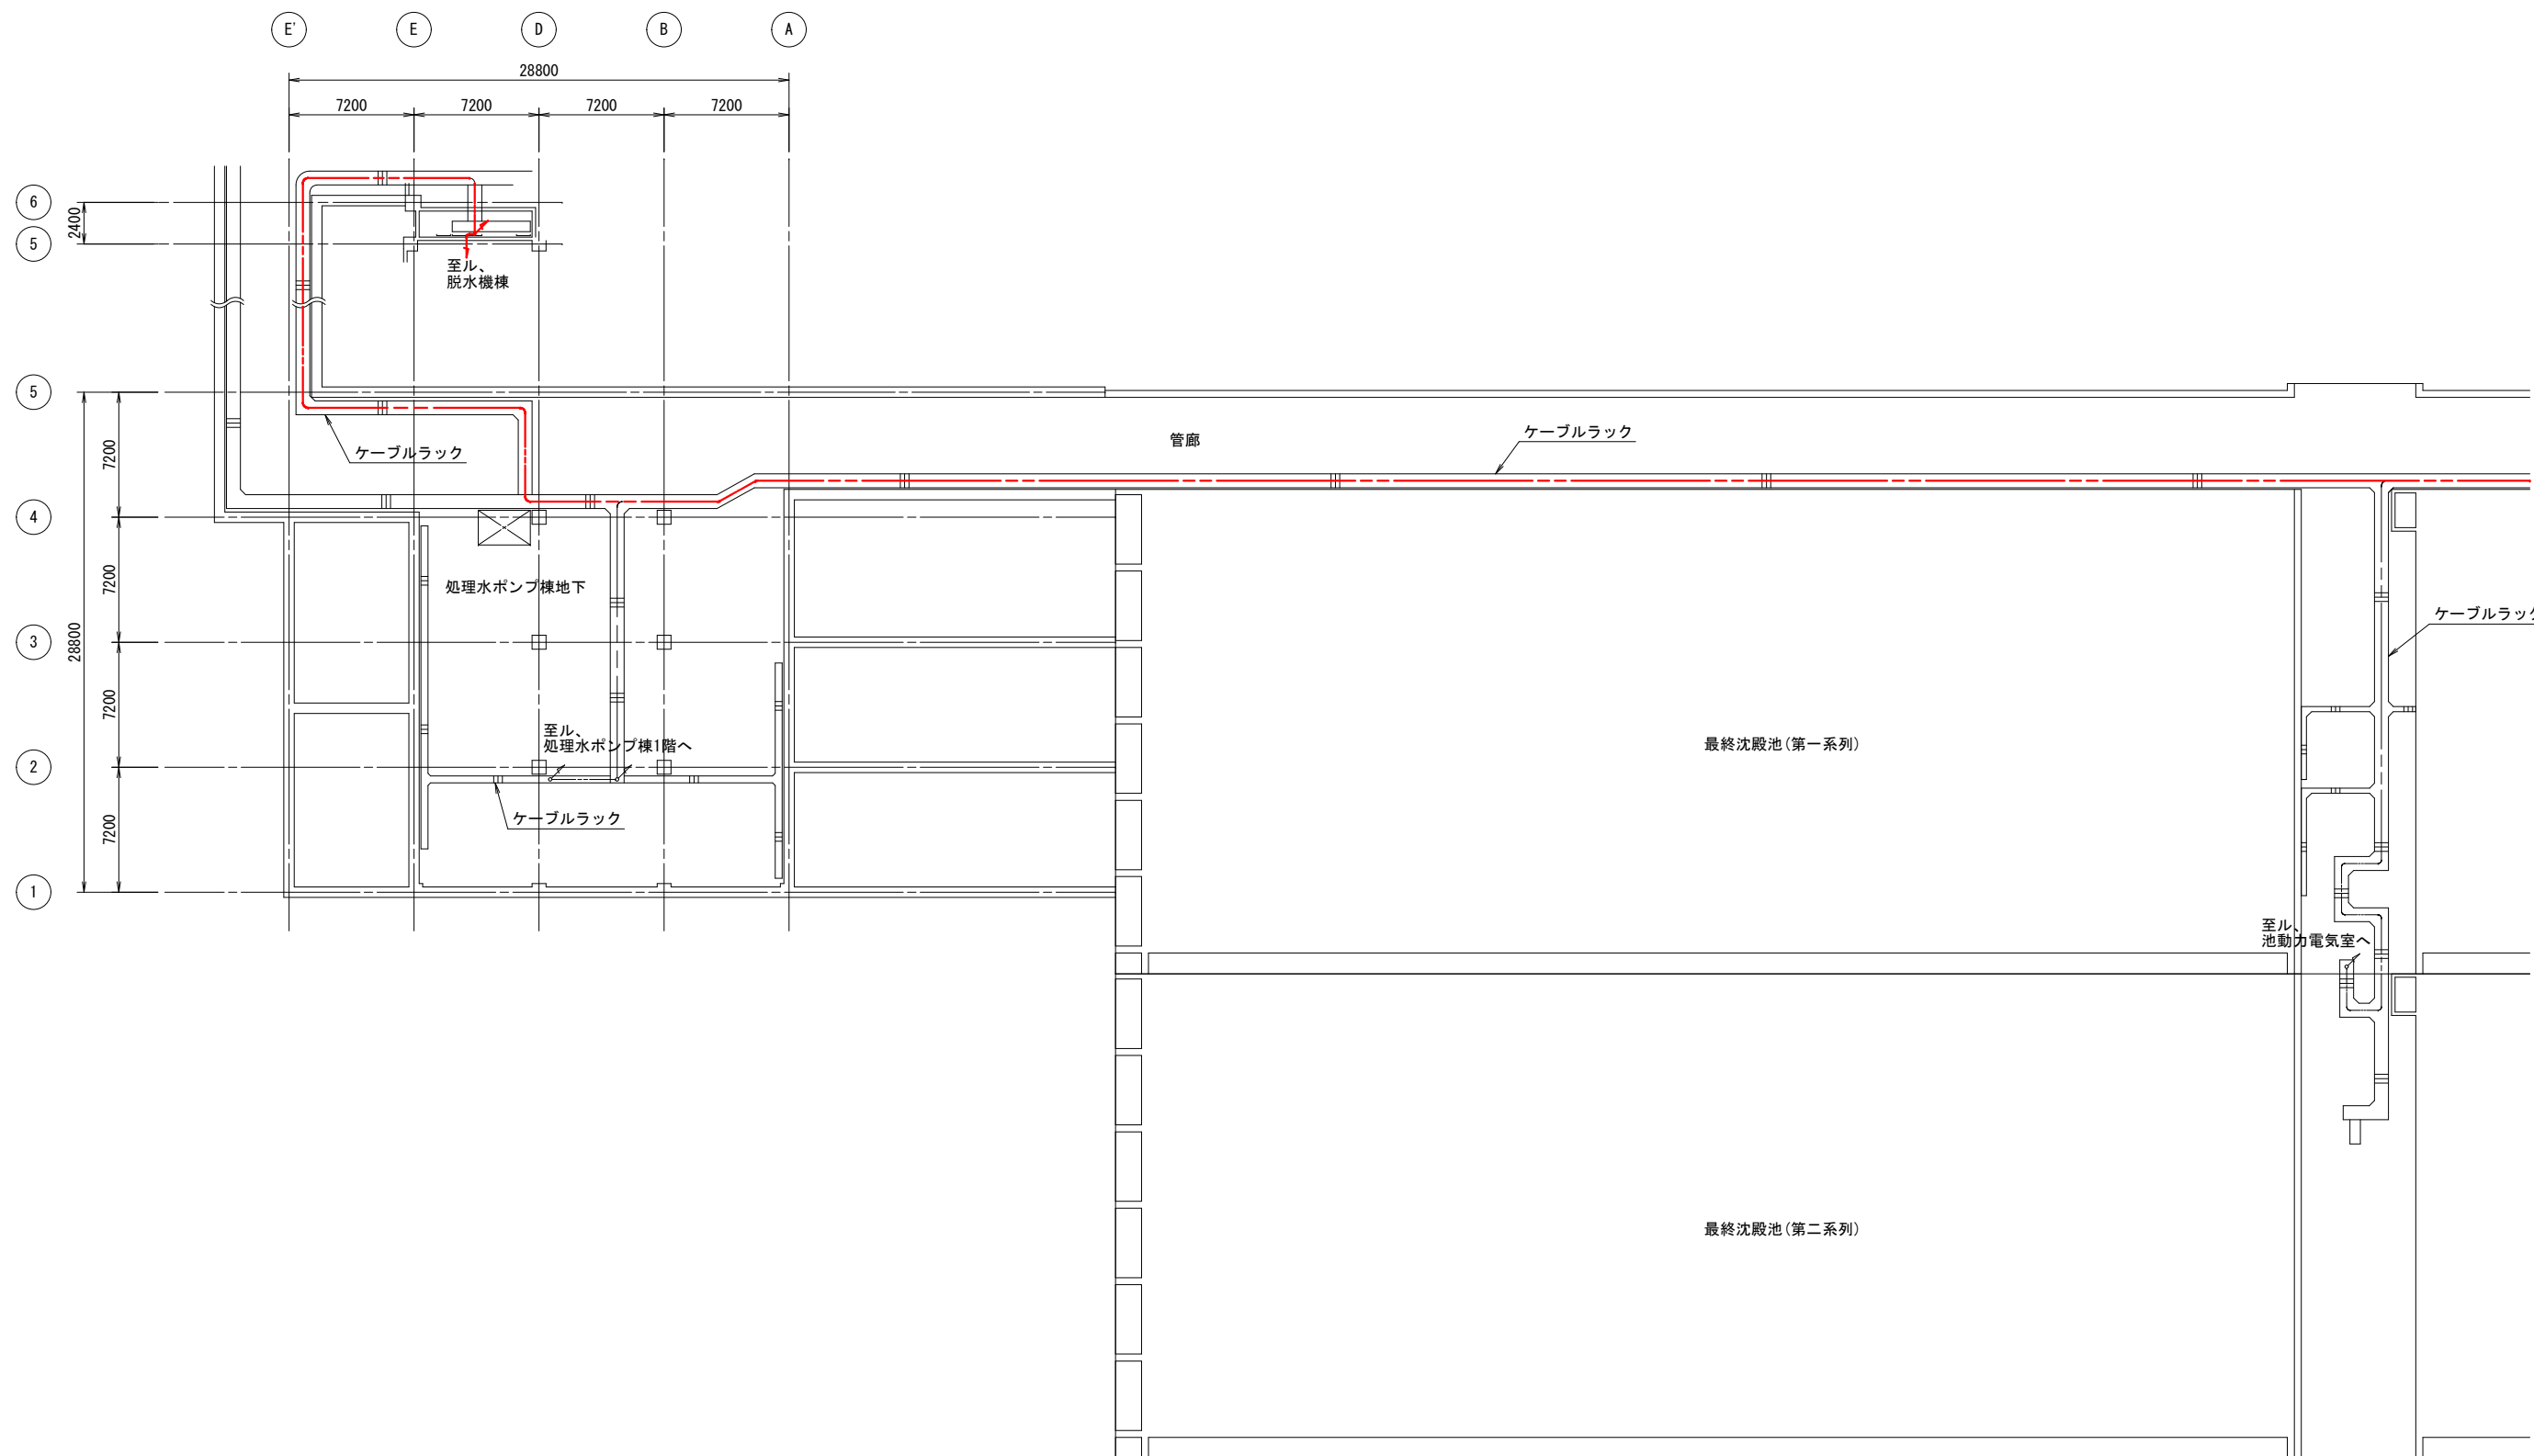 E'
E
D
B
A
28800
7200
7200
7200
7200
6
2400
5
至ル、
脱水機棟
5
7200
ケーブルラック
管廊
ケーブルラック
4
7200
処理水ポンプ棟地下
ケーブルラック
3
28800
7200
至ル、
処理水ポンプ棟1階へ
最終沈殿池(第一系列)
2
7200
ケーブルラック
1
至ル、
池動力電気室へ
最終沈殿池(第二系列)